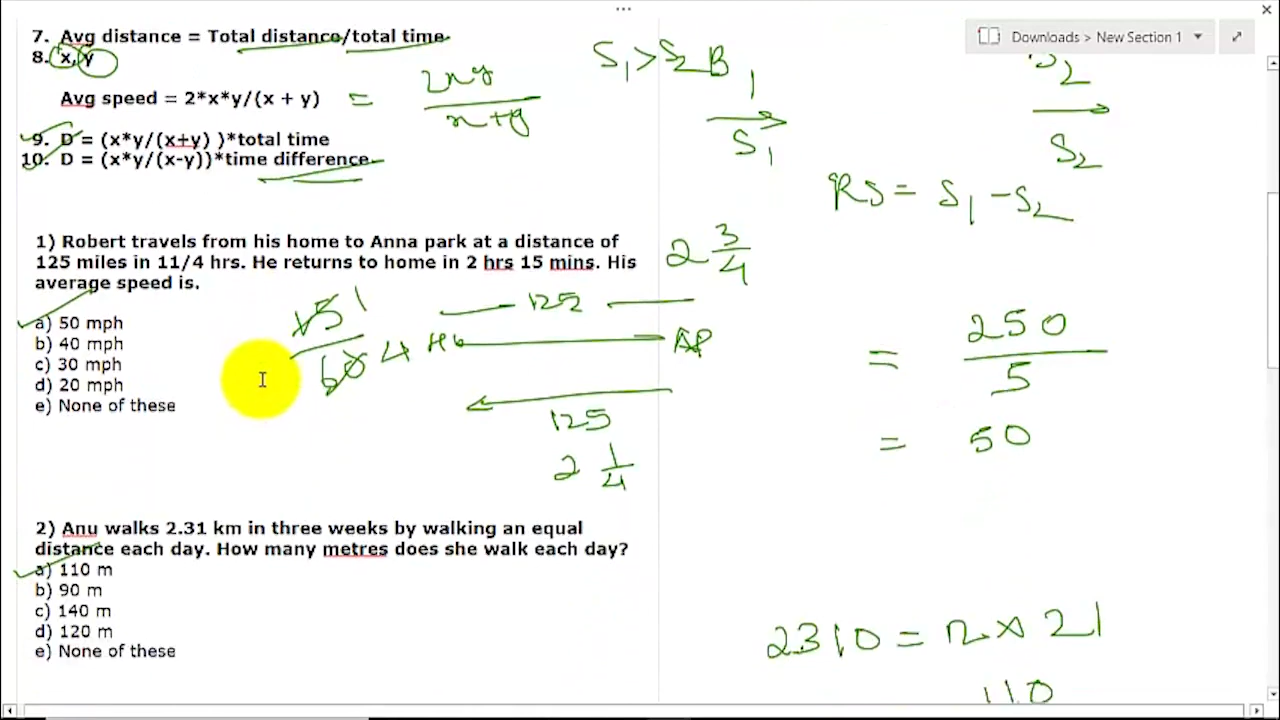 7. Avg distance = Total distance/total time
8. x, y
Avg speed = 2*x*y/(x + y)
= 2xy
x+y
9. D = (x*y/(x+y) )*total time
10. D = (x*y/(x-y))*time difference
S1 > S2 B
1
S1
S2
S2
RS = S1 - S2
Downloads > New Section 1
1) Robert travels from his home to Anna park at a distance of
125 miles in 11/4 hrs. He returns to home in 2 hrs 15 mins. His
average speed is.
a) 50 mph
b) 40 mph
c) 30 mph
d) 20 mph
e) None of these
2 3/4
15 1
60 4
125
AP
125
2 1/4
= 250
5
= 50
2) Anu walks 2.31 km in three weeks by walking an equal
distance each day. How many metres does she walk each day?
a) 110 m
b) 90 m
c) 140 m
d) 120 m
e) None of these
2310 = n x 21
110